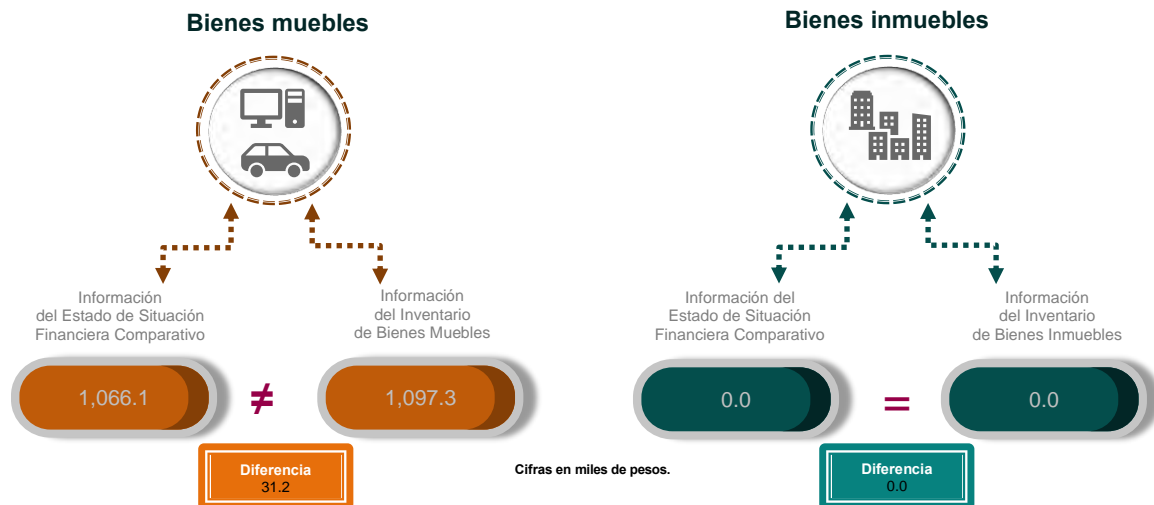 Bienes muebles
Información
del Estado de Situación
Financiera Comparativo
Información
del Inventario
de Bienes Muebles
1,066.1
≠
1,097.3
Diferencia
31.2
Cifras en miles de pesos.
Bienes inmuebles
Información del
Estado de Situación
Financiera Comparativo
Información
del Inventario
de Bienes Inmuebles
0.0
=
0.0
Diferencia
0.0